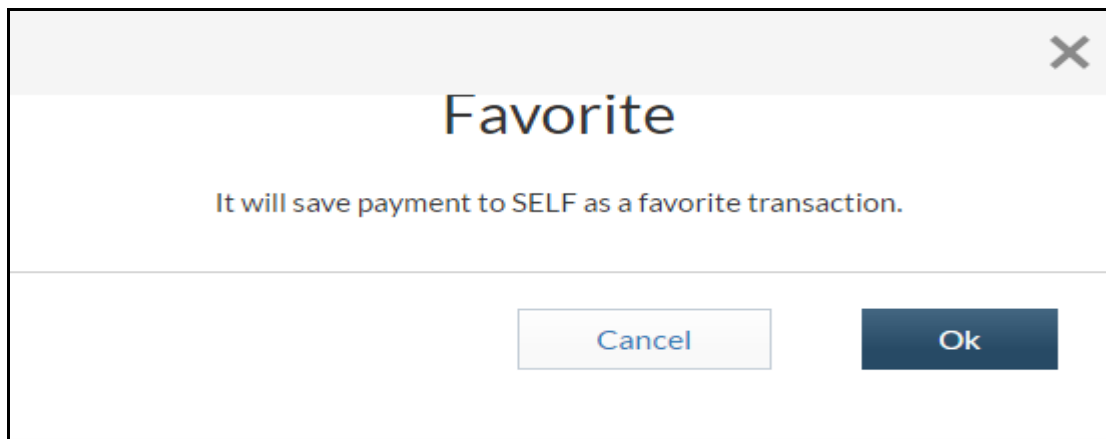 Favorite
It will save payment to SELF as a favorite transaction.
Cancel
Ok